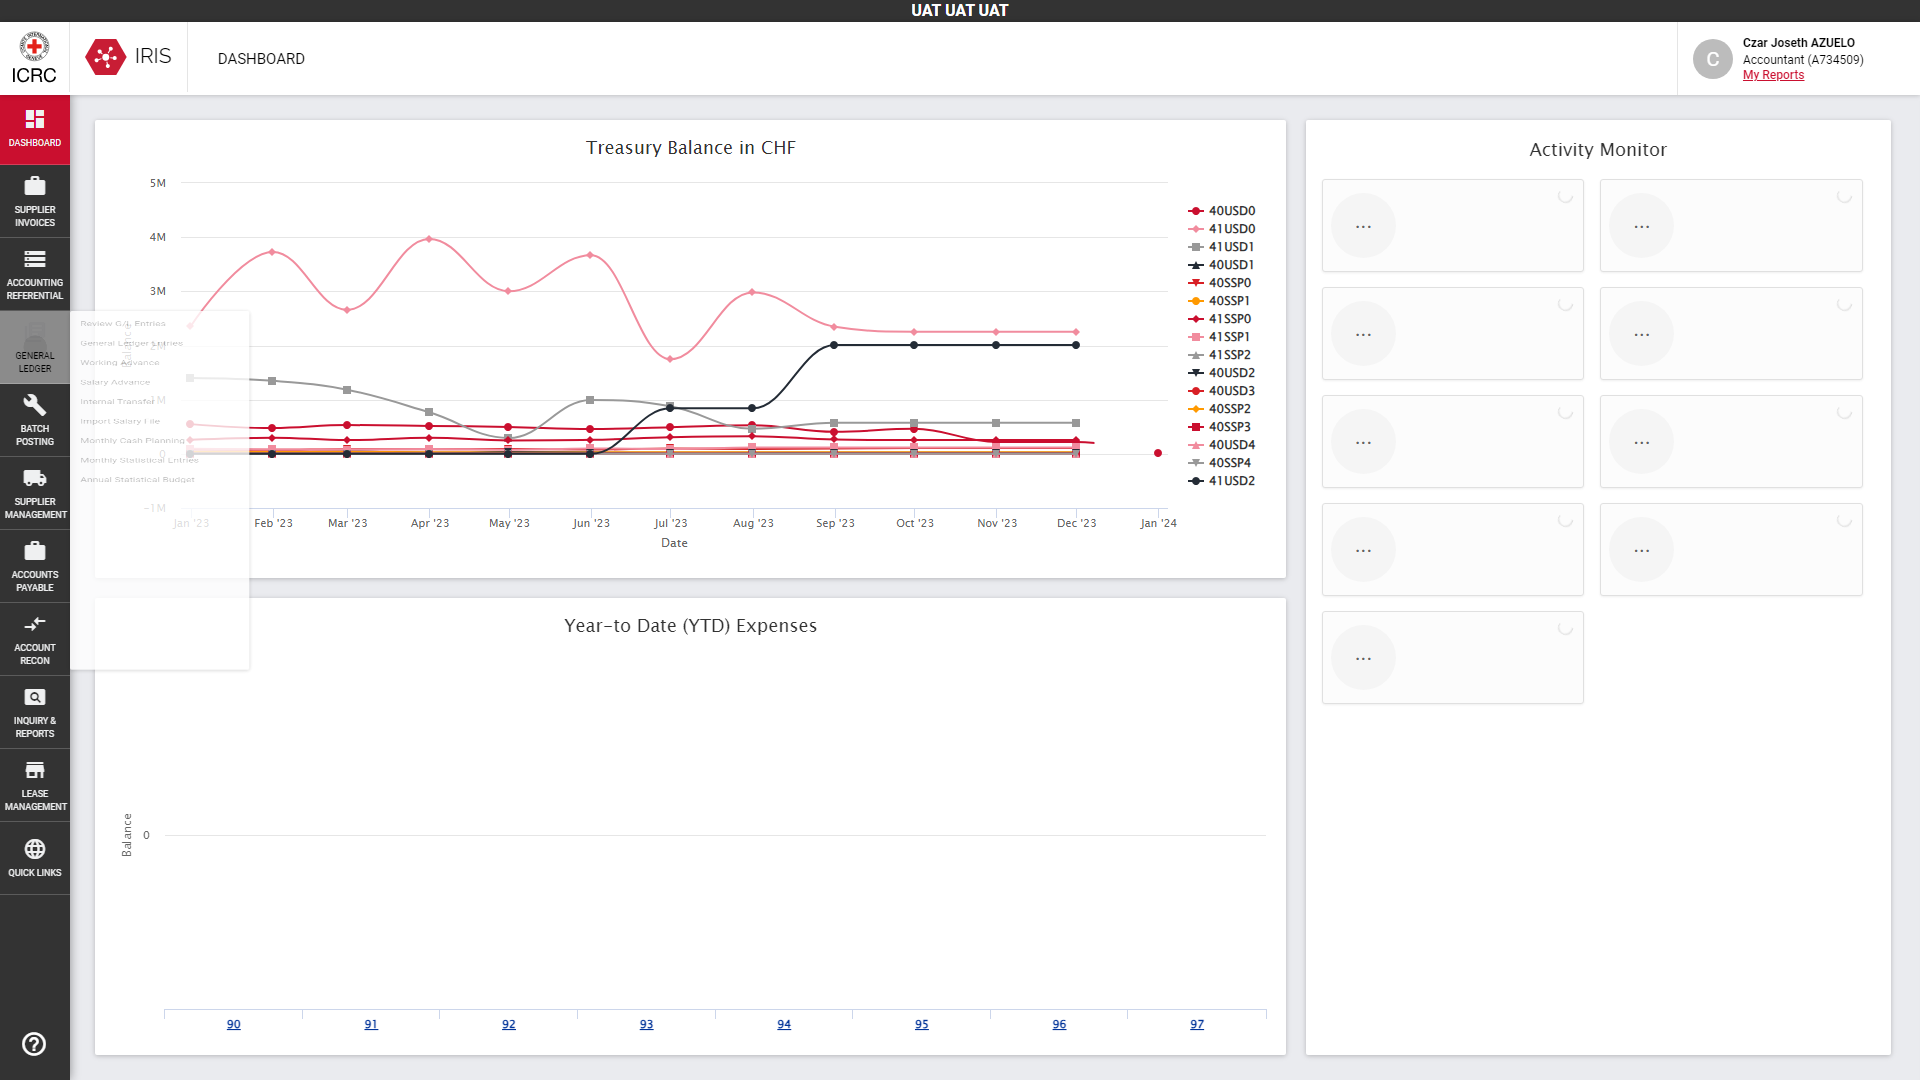 UAT UAT UAT
ICRC
IRIS
DASHBOARD
C
Czar Joseth AZUELO
Accountant (A734509)
My Reports
DASHBOARD
SUPPLIER
INVOICES
ACCOUNTING
REFERENTIAL
GENERAL
LEDGER
BATCH
POSTING
SUPPLIER
MANAGEMENT
ACCOUNTS
PAYABLE
ACCOUNT
RECON
INQUIRY &
REPORTS
LEASE
MANAGEMENT
QUICK LINKS
Review G/L Entries
General Ledger Entries
Working Advance
Salary Advance
Internal Transfer
Import Salary File
Monthly Cash Planning
Monthly Statistical Entries
Annual Statistical Budget
Treasury Balance in CHF
5M
4M
3M
2M
1M
0
-1M
Balance
Jan '23
Feb '23
Mar '23
Apr '23
May '23
Jun '23
Jul '23
Aug '23
Sep '23
Oct '23
Nov '23
Dec '23
Jan '24
Date
40USD0
41USD0
41USD1
40USD1
40SSP0
40SSP1
41SSP0
41SSP1
41SSP2
40USD2
40USD3
40SSP2
40SSP3
40USD4
40SSP4
41USD2
Year-to Date (YTD) Expenses
Balance
0
90
91
92
93
94
95
96
97
Activity Monitor
...
...
...
...
...
...
...
...
...